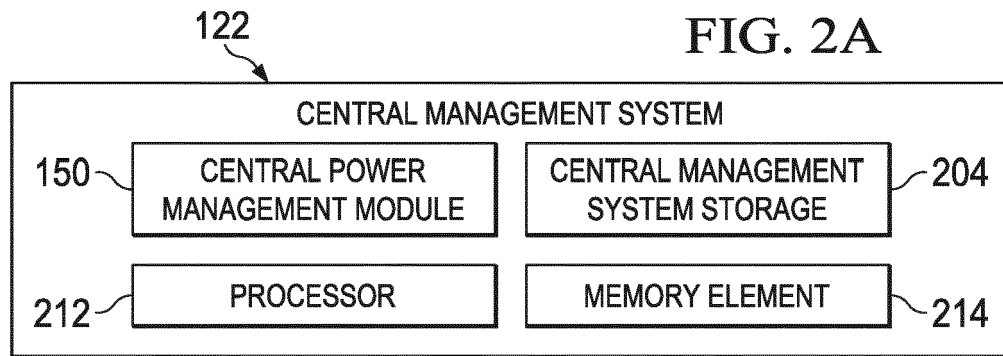 FIG. 2A
122
CENTRAL MANAGEMENT SYSTEM
150
CENTRAL POWER
MANAGEMENT MODULE
CENTRAL MANAGEMENT
SYSTEM STORAGE
204
212
PROCESSOR
MEMORY ELEMENT
214